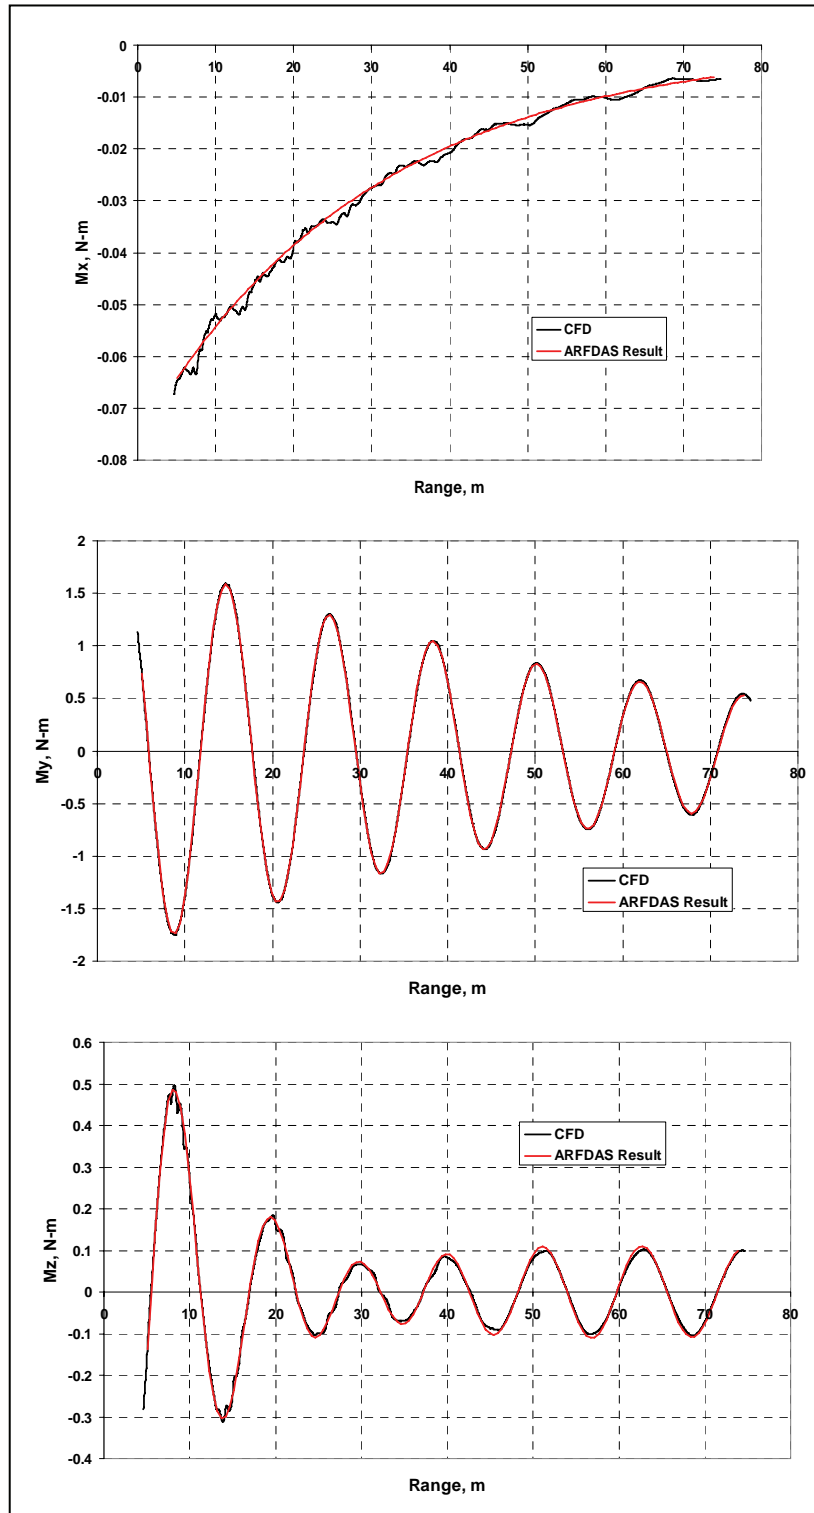 0
0 10 20 30 40 50 60 70 80
-0.01
-0.02
-0.03
-0.04
-0.05
-0.06
-0.07
-0.08
Mx, N-m
CFD
ARFDAS Result
Range, m
2
1.5
1
0.5
0
0 10 20 30 40 50 60 70 80
-0.5
-1
-1.5
-2
My, N-m
CFD
ARFDAS Result
Range, m
0.6
0.5
0.4
0.3
0.2
0.1
0
0 10 20 30 40 50 60 70 80
-0.1
-0.2
-0.3
-0.4
Mz, N-m
CFD
ARFDAS Result
Range, m